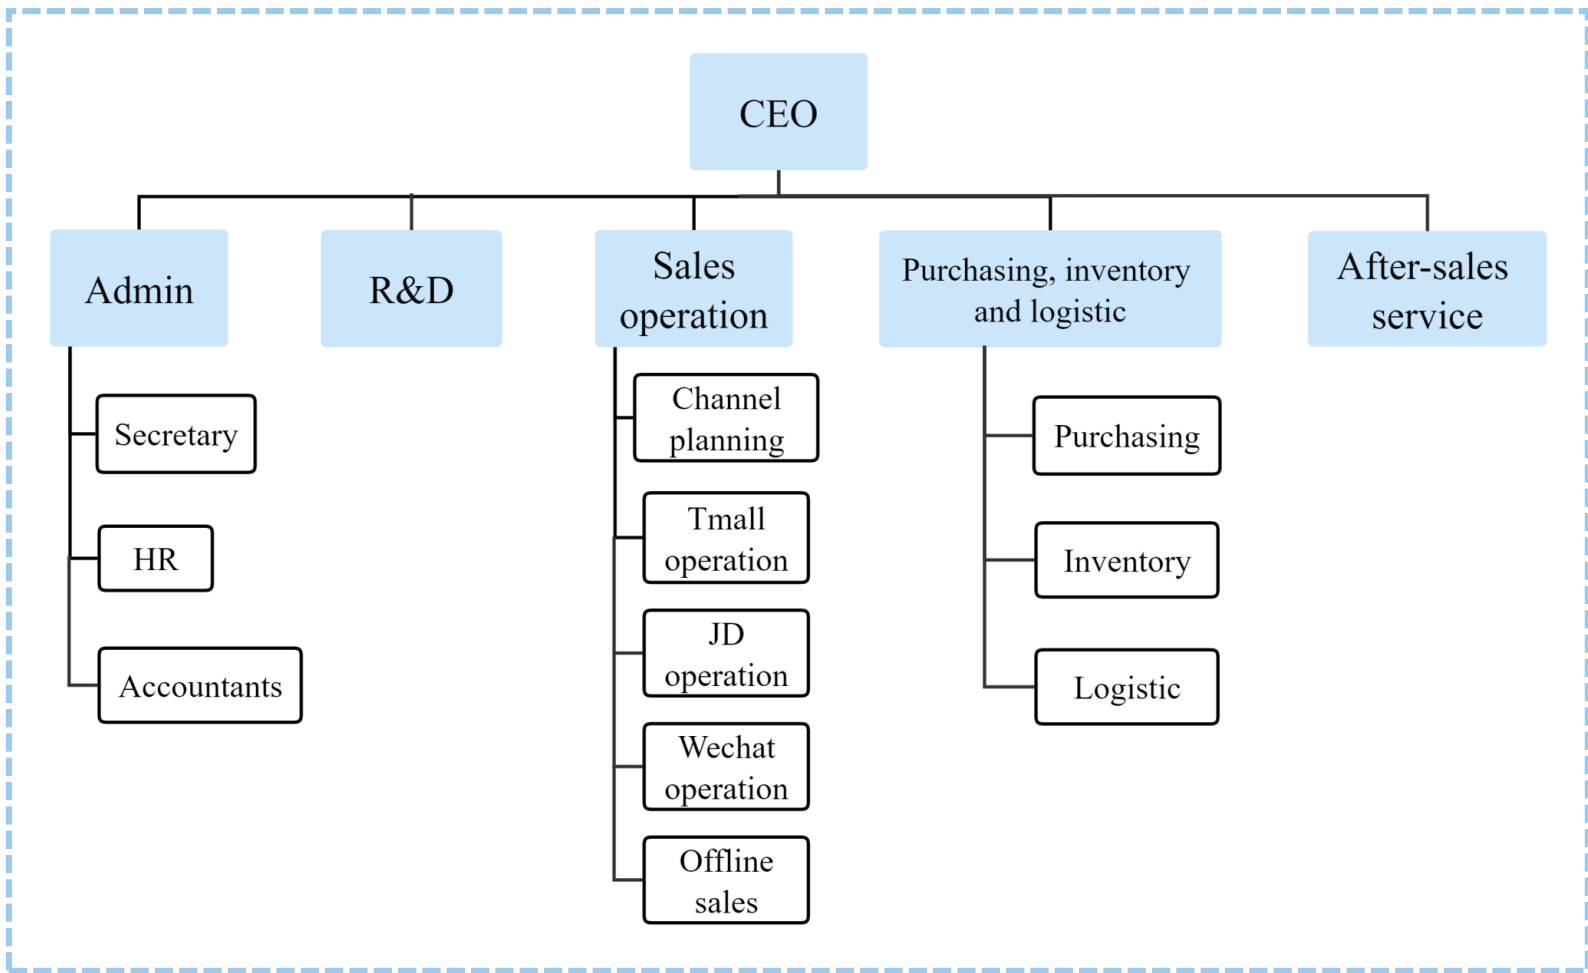 CEO
Admin
R&D
Sales
operation
Purchasing, inventory
and logistic
After-sales
service
Secretary
HR
Accountants
Channel
planning
Tmall
operation
JD
operation
Wechat
operation
Offline
sales
Purchasing
Inventory
Logistic